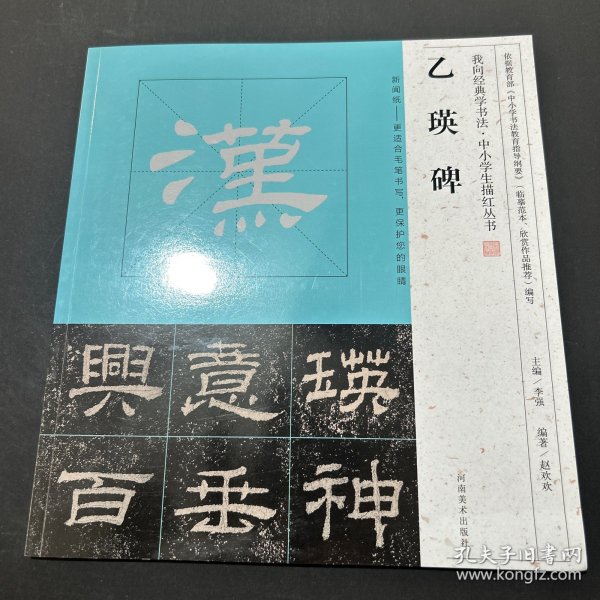 依据教育部《中小学书法教育指导纲要》（临摹范本、欣赏作品推荐）编写
我向经典学书法·中小学生描红丛书
乙瑛碑
主编／李强 编著／赵欢欢
河南美术出版社
新闻纸——更适合毛笔书写，更保护您的眼睛
漢
興意瑛
百垂神
孔夫子旧书网
www.kongfz.com